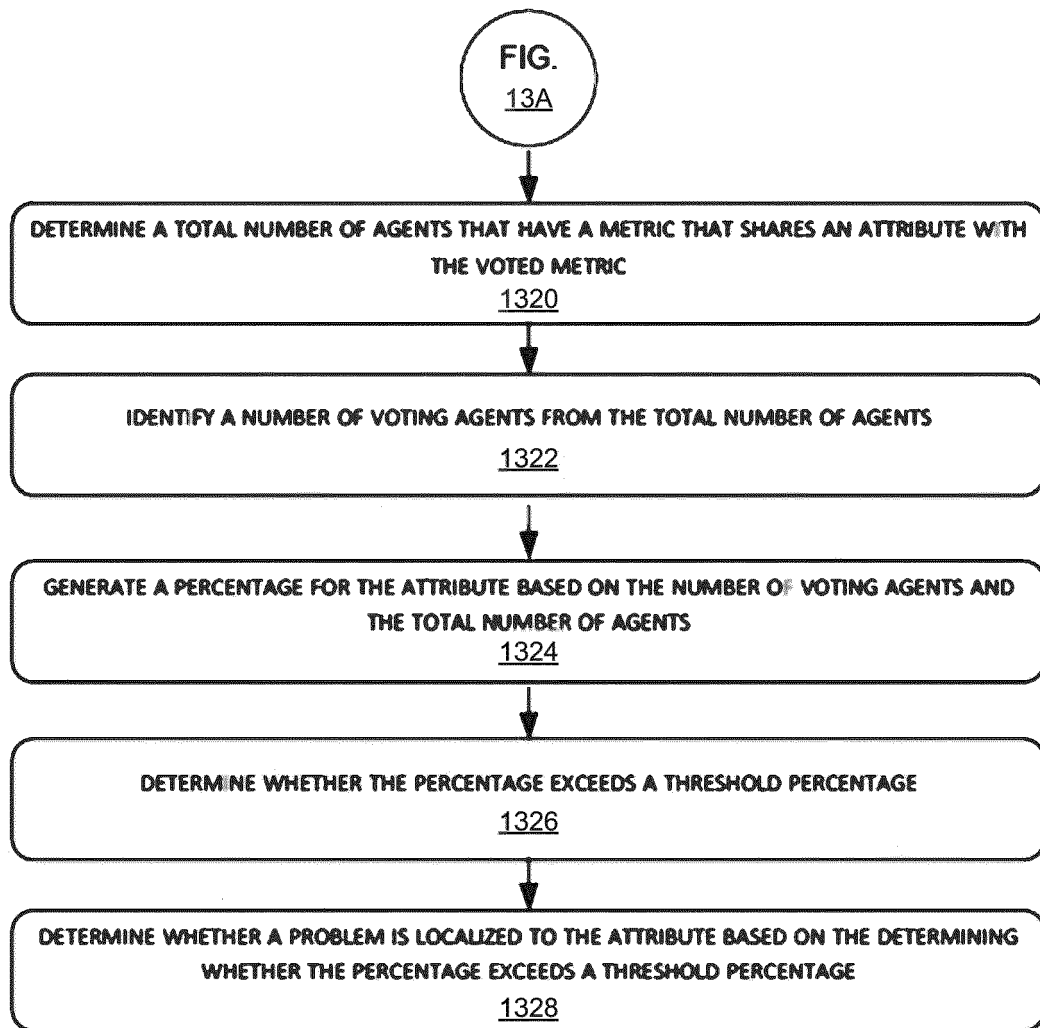 FIG.
13A
DETERMINE A TOTAL NUMBER OF AGENTS THAT HAVE A METRIC THAT SHARES AN ATTRIBUTE WITH
THE VOTED METRIC
1320
IDENTIFY A NUMBER OF VOTING AGENTS FROM THE TOTAL NUMBER OF AGENTS
1322
GENERATE A PERCENTAGE FOR THE ATTRIBUTE BASED ON THE NUMBER OF VOTING AGENTS AND
THE TOTAL NUMBER OF AGENTS
1324
DETERMINE WHETHER THE PERCENTAGE EXCEEDS A THRESHOLD PERCENTAGE
1326
DETERMINE WHETHER A PROBLEM IS LOCALIZED TO THE ATTRIBUTE BASED ON THE DETERMINING
WHETHER THE PERCENTAGE EXCEEDS A THRESHOLD PERCENTAGE
1328